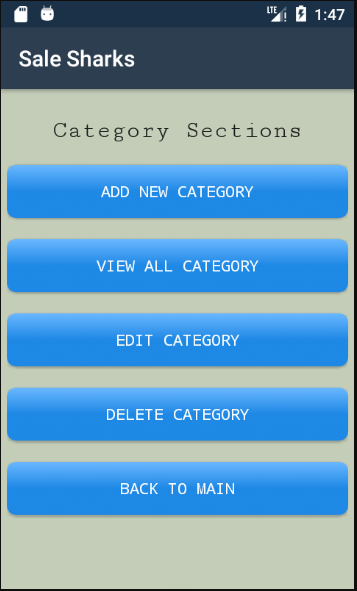 LTE 1:47
Sale Sharks
Category Sections
ADD NEW CATEGORY
VIEW ALL CATEGORY
EDIT CATEGORY
DELETE CATEGORY
BACK TO MAIN